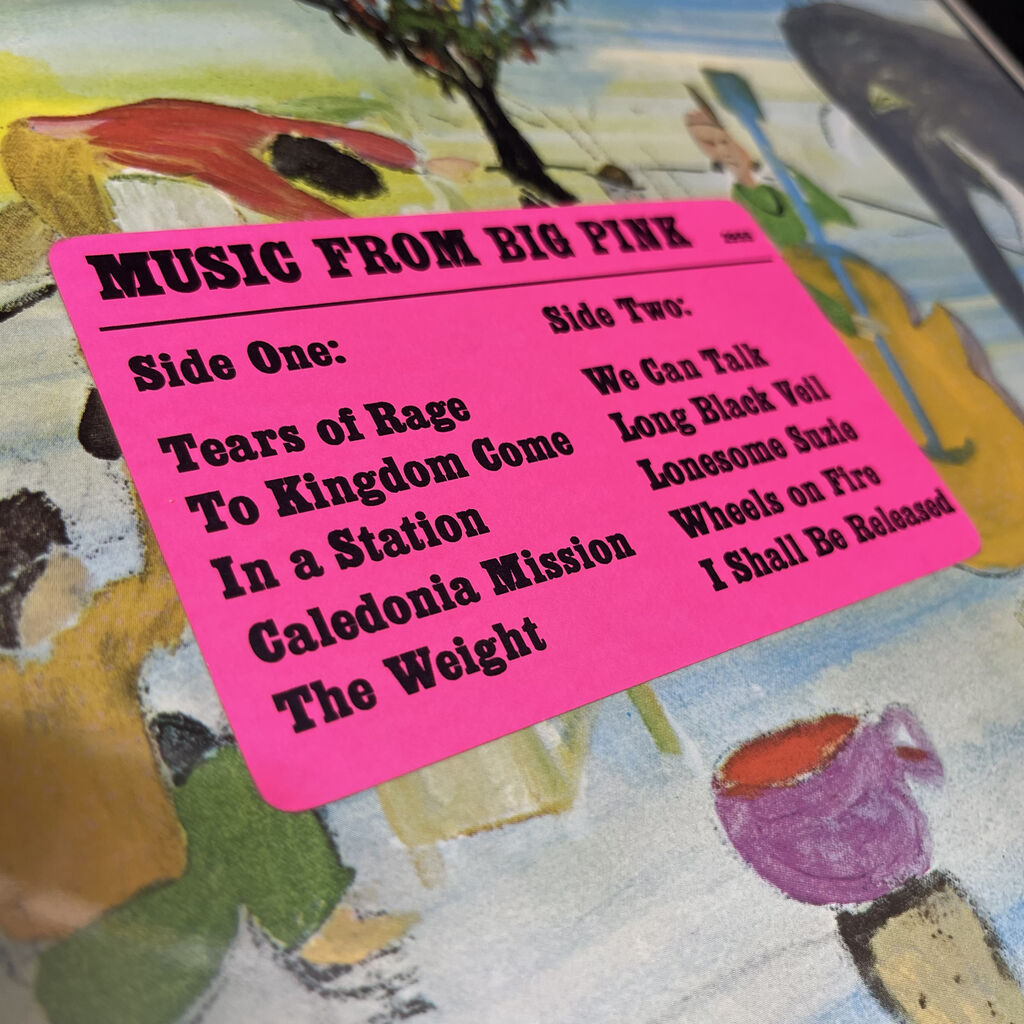 MUSIC FROM BIG PINK
Side One:
Tears of Rage
To Kingdom Come
In a Station
Caledonia Mission
The Weight
Side Two:
We Can Talk
Long Black Veil
Lonesome Suzie
Wheels on Fire
I Shall Be Released